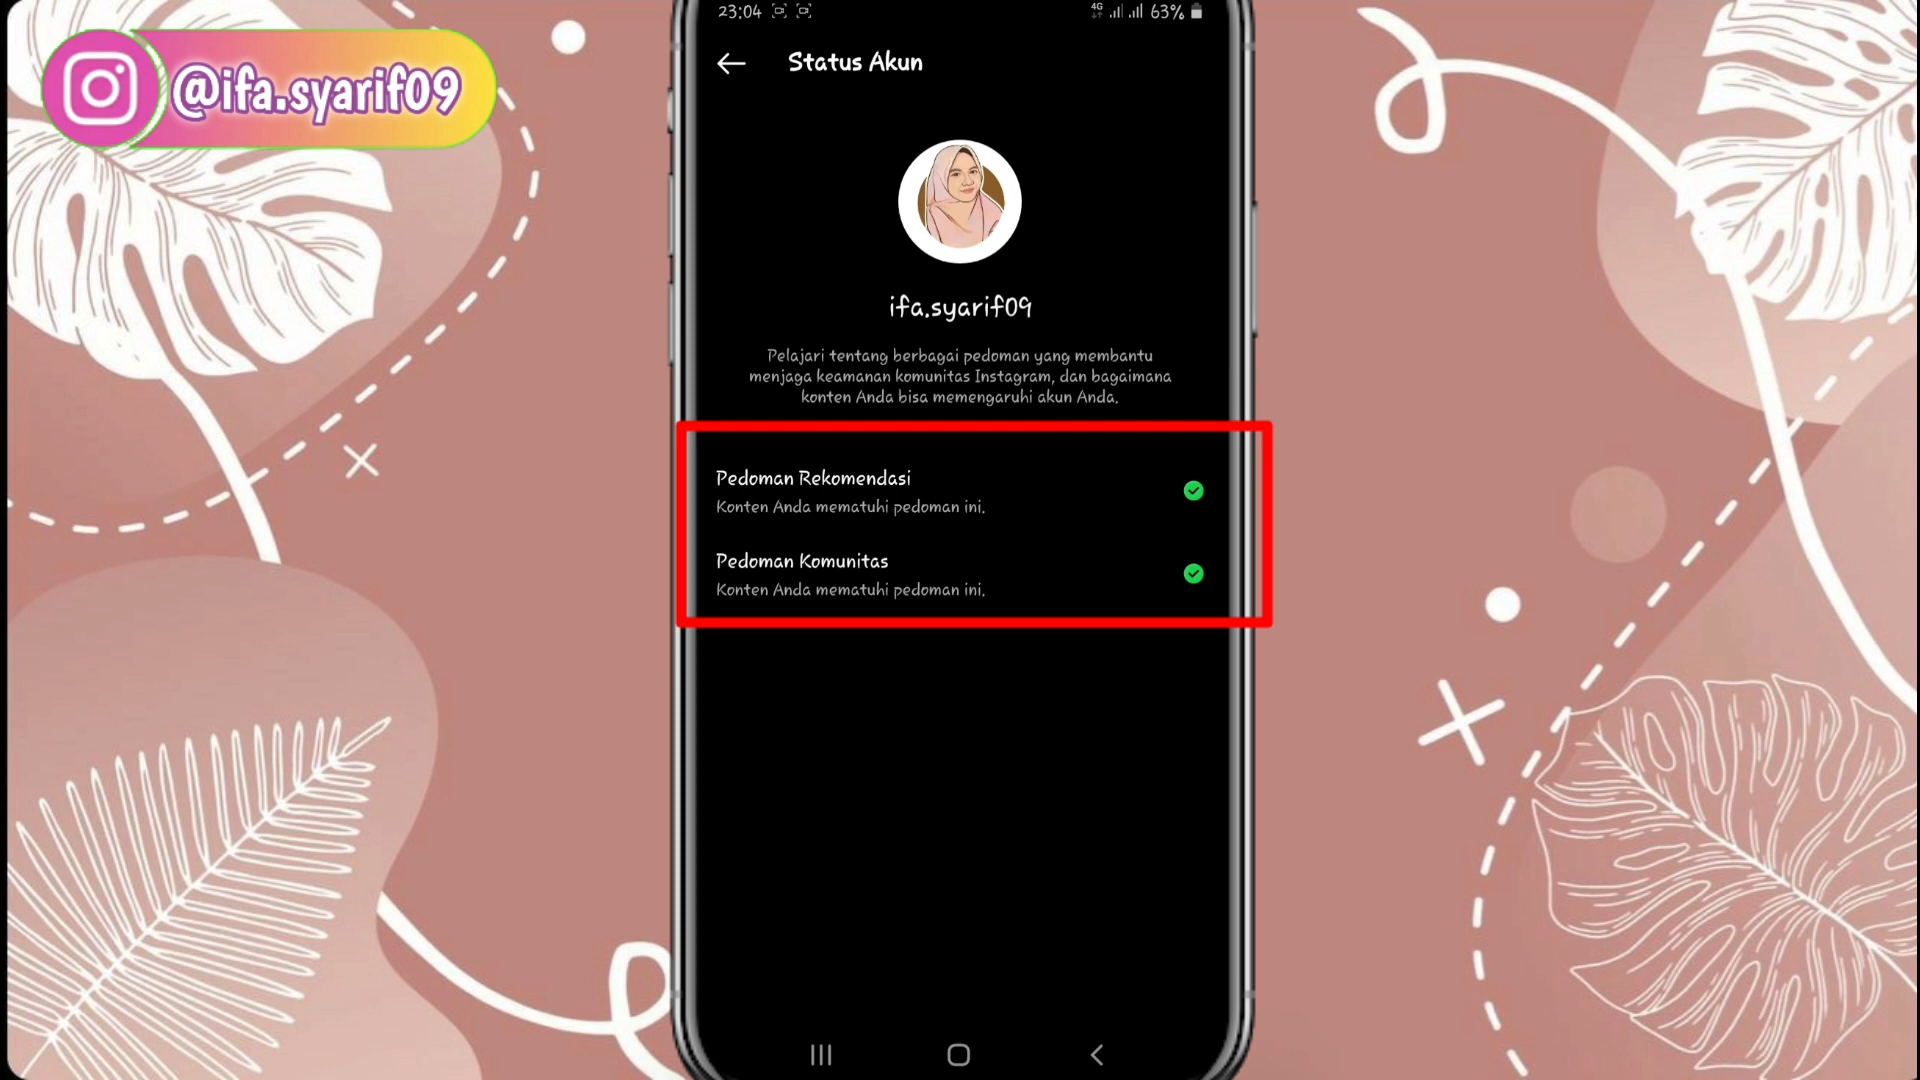 @ifa.syarif09
23:04
4G
63%
Status Akun
ifa.syarif09
Pelajari tentang berbagai pedoman yang membantu
menjaga keamanan komunitas Instagram, dan bagaimana
konten Anda bisa memengaruhi akun Anda.
Pedoman Rekomendasi
Konten Anda mematuhi pedoman ini.
Pedoman Komunitas
Konten Anda mematuhi pedoman ini.